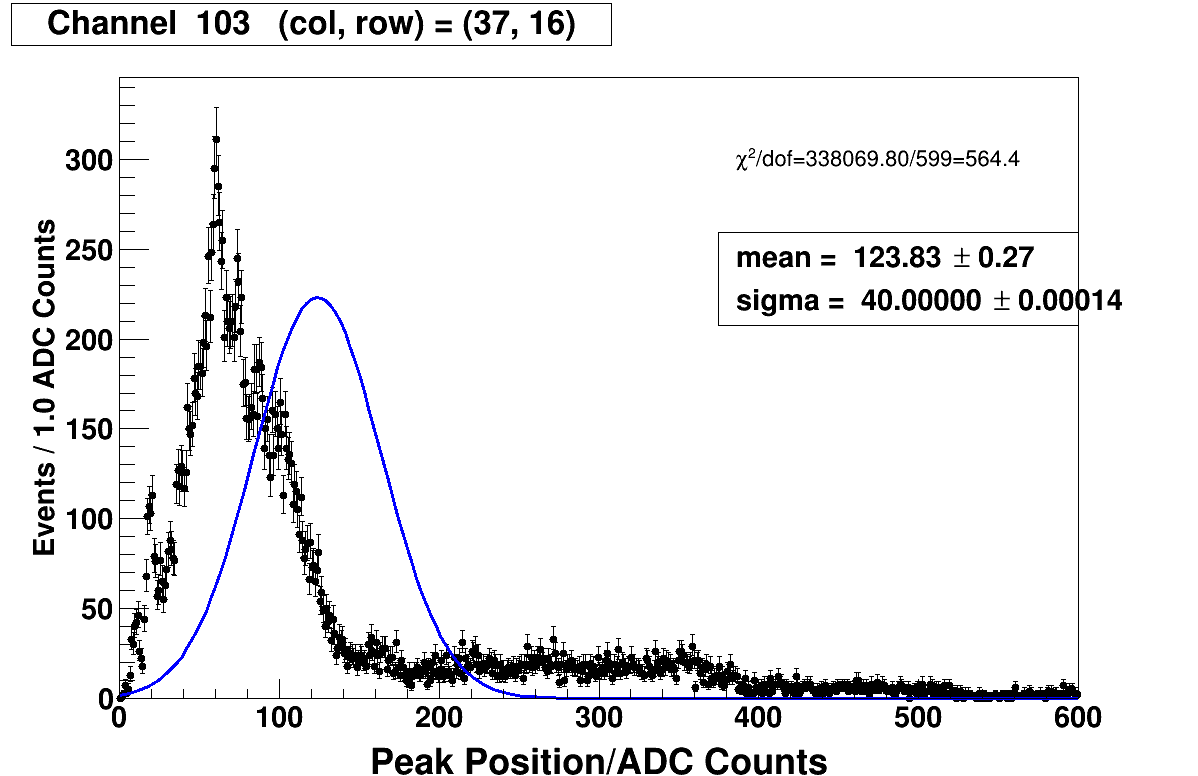 Channel 103 (col, row) = (37, 16)
χ²/dof=338069.80/599=564.4
mean = 123.83 ± 0.27
sigma = 40.00000 ± 0.00014
Events / 1.0 ADC Counts
300
250
200
150
100
50
0
0 100 200 300 400 500 600
Peak Position/ADC Counts